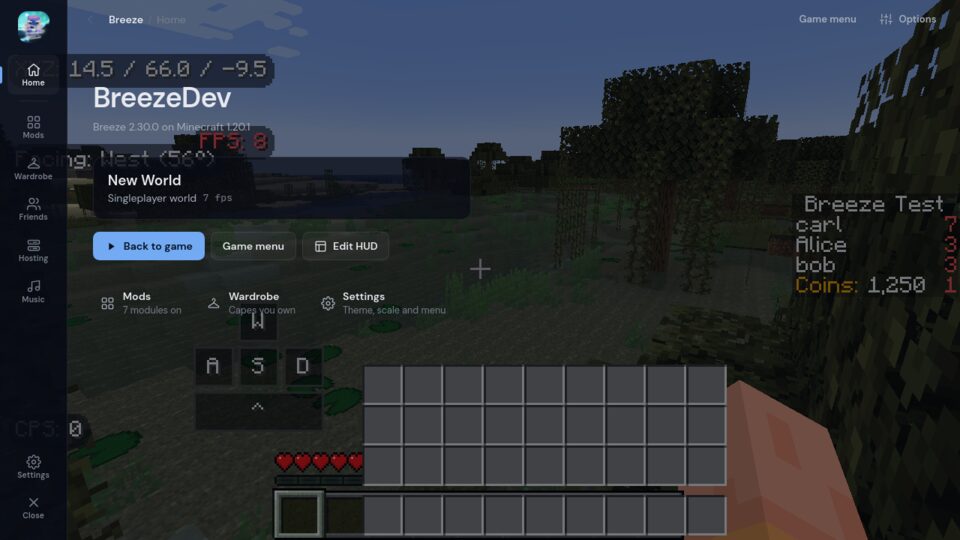 Breeze / Home
Game menu
Options
Home
14.5 / 66.0 / -9.5
BreezeDev
Breeze 2.30.0 on Minecraft 1.20.1
FPS: 8
Mods
Facing: West (56°)
Wardrobe
New World
Singleplayer world 7 fps
Friends
Breeze Test
carl 7
Alice 3
bob 3
Coins: 1,250 1
Hosting
Back to game
Game menu
Edit HUD
Music
Mods
7 modules on
Wardrobe
Capes you own
Settings
Theme, scale and menu
W
A S D
^
CPS: 0
Settings
Close